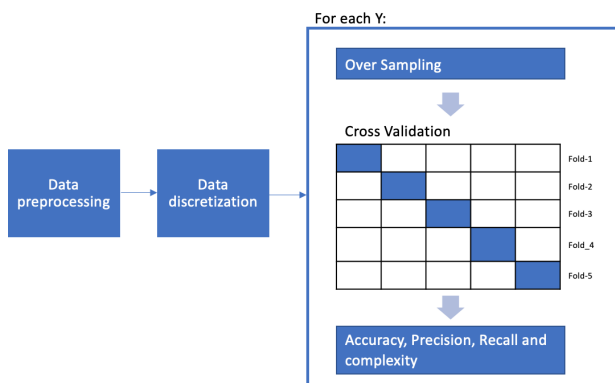 For each Y:
Over Sampling
Cross Validation
Fold-1
Fold-2
Fold-3
Fold_4
Fold-5
Data
preprocessing
Data
discretization
Accuracy, Precision, Recall and
complexity